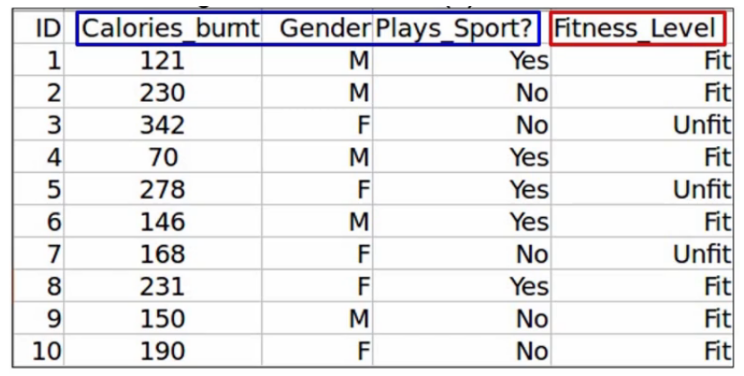 ID Calories_burnt Gender Plays_Sport? Fitness_Level
1 121 M Yes Fit
2 230 M No Fit
3 342 F No Unfit
4 70 M Yes Fit
5 278 F Yes Unfit
6 146 M Yes Fit
7 168 F No Unfit
8 231 F Yes Fit
9 150 M No Fit
10 190 F No Fit